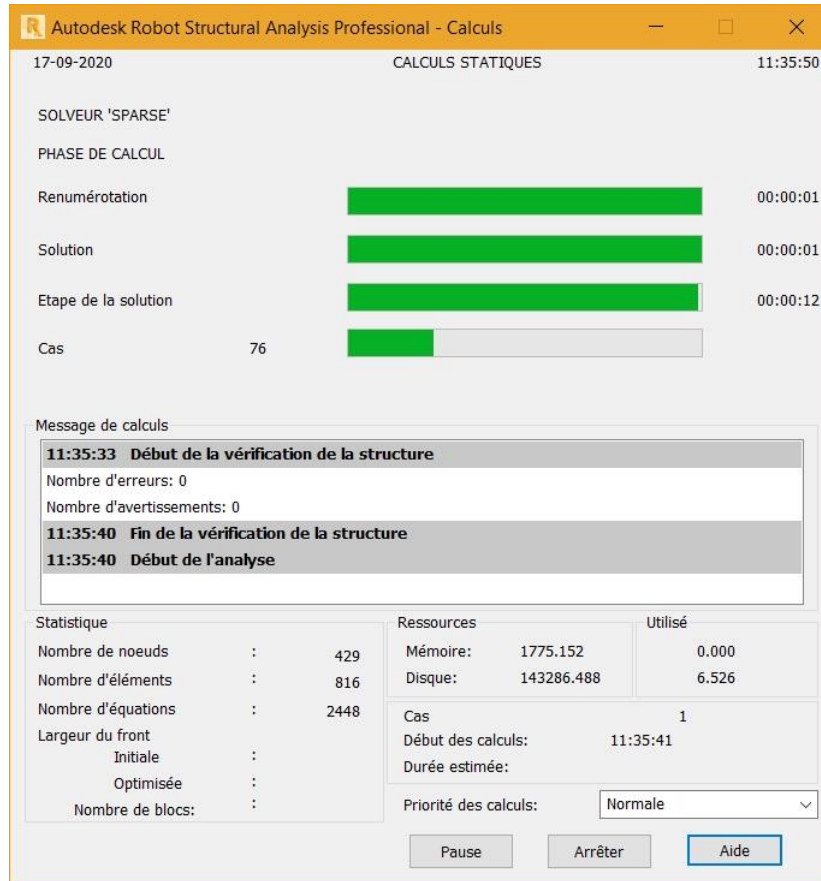 Autodesk Robot Structural Analysis Professional - Calculs
17-09-2020 CALCULS STATIQUES 11:35:50
SOLVEUR 'SPARSE'
PHASE DE CALCUL
Renumérotation 00:00:01
Solution 00:00:01
Etape de la solution 00:00:12
Cas 76
Message de calculs
11:35:33 Début de la vérification de la structure
Nombre d'erreurs: 0
Nombre d'avertissements: 0
11:35:40 Fin de la vérification de la structure
11:35:40 Début de l'analyse
Statistique
Nombre de noeuds : 429
Nombre d'éléments : 816
Nombre d'équations : 2448
Largeur du front
Initiale :
Optimisée :
Nombre de blocs: :
Ressources Utilisé
Mémoire: 1775.152 0.000
Disque: 143286.488 6.526
Cas 1
Début des calculs: 11:35:41
Durée estimée:
Priorité des calculs: Normale
Pause Arrêter Aide